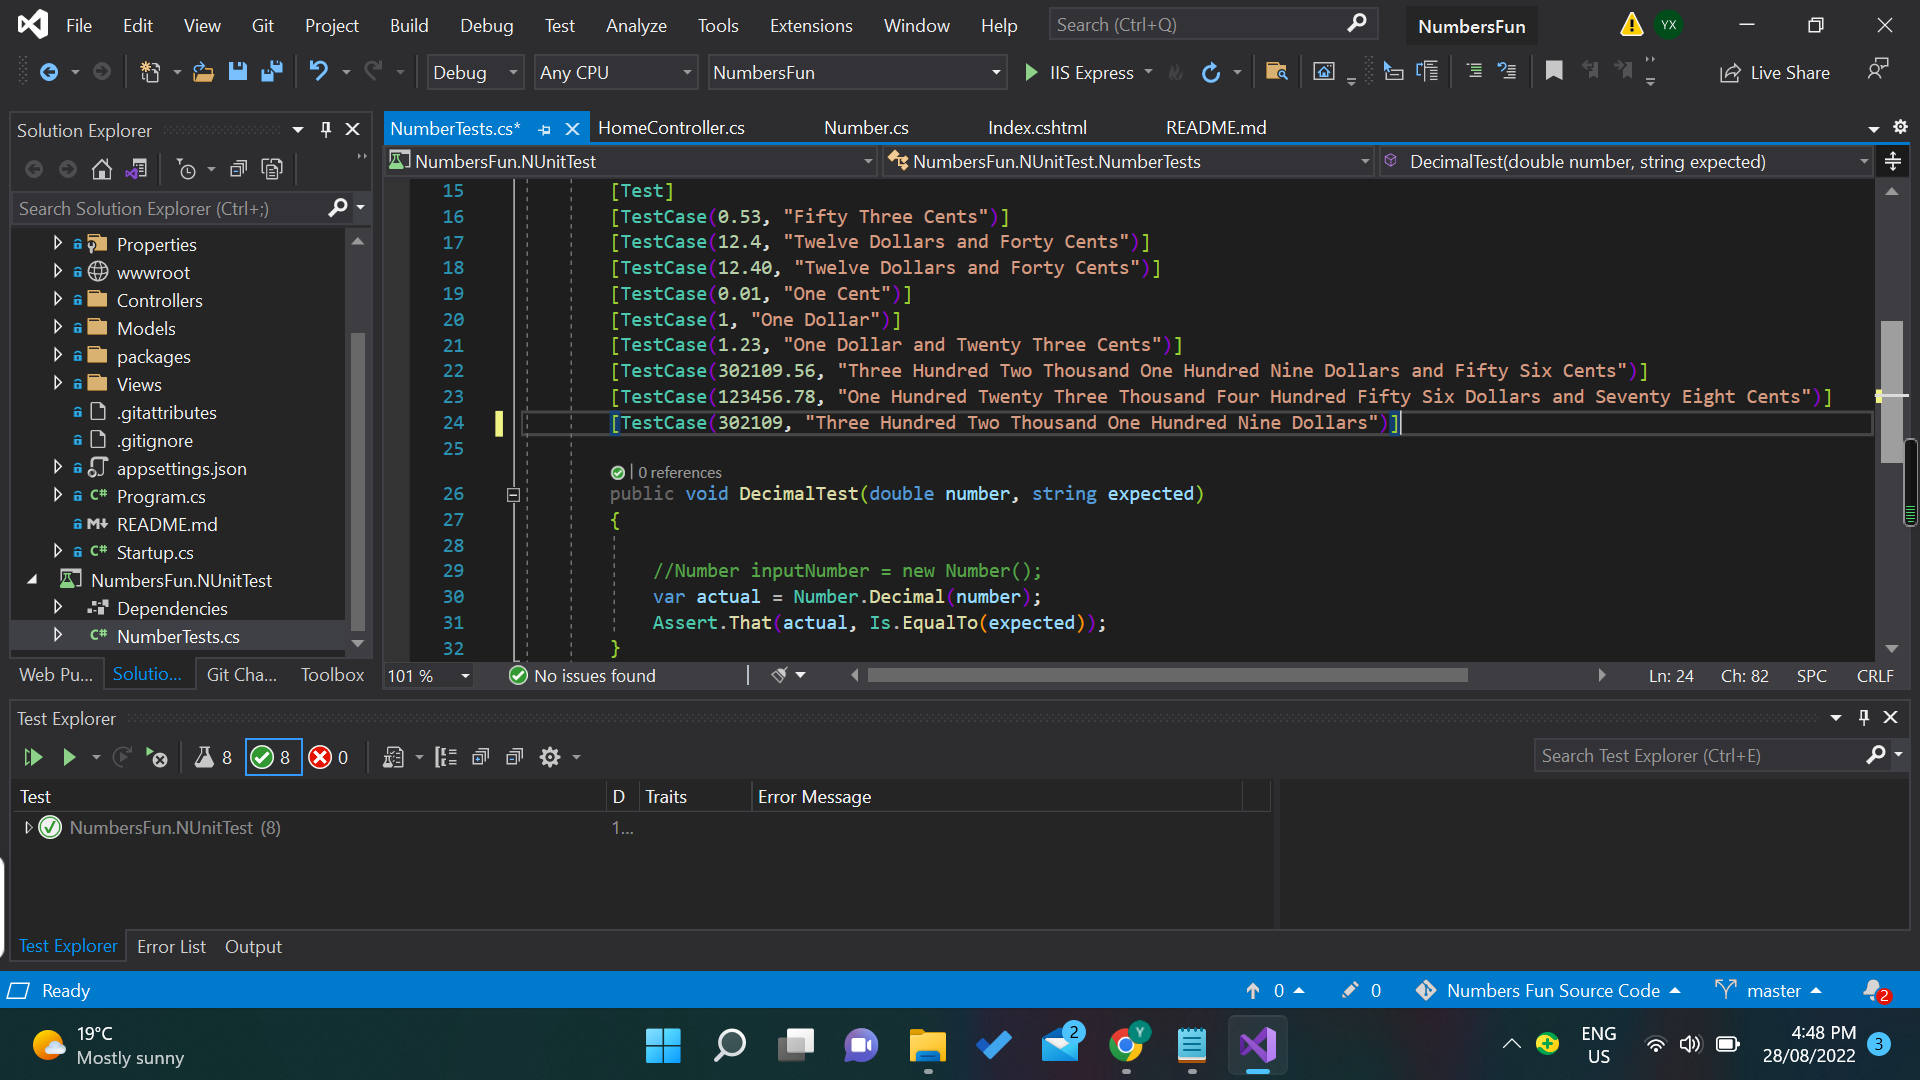 File Edit View Git Project Build Debug Test Analyze Tools Extensions Window Help Search (Ctrl+Q) NumbersFun YX
Debug Any CPU NumbersFun IIS Express Live Share
Solution Explorer
Search Solution Explorer (Ctrl+;)
Properties
wwwroot
Controllers
Models
packages
Views
.gitattributes
.gitignore
appsettings.json
C# Program.cs
M README.md
C# Startup.cs
NumbersFun.NUnitTest
Dependencies
C# NumberTests.cs
Web Pu... Solutio... Git Cha... Toolbox
NumberTests.cs* HomeController.cs Number.cs Index.cshtml README.md
NumbersFun.NUnitTest NumbersFun.NUnitTest.NumberTests DecimalTest(double number, string expected)
15 [Test]
16 [TestCase(0.53, "Fifty Three Cents")]
17 [TestCase(12.4, "Twelve Dollars and Forty Cents")]
18 [TestCase(12.40, "Twelve Dollars and Forty Cents")]
19 [TestCase(0.01, "One Cent")]
20 [TestCase(1, "One Dollar")]
21 [TestCase(1.23, "One Dollar and Twenty Three Cents")]
22 [TestCase(302109.56, "Three Hundred Two Thousand One Hundred Nine Dollars and Fifty Six Cents")]
23 [TestCase(123456.78, "One Hundred Twenty Three Thousand Four Hundred Fifty Six Dollars and Seventy Eight Cents")]
24 [TestCase(302109, "Three Hundred Two Thousand One Hundred Nine Dollars")]
25
0 references
26 public void DecimalTest(double number, string expected)
27 {
28
29 //Number inputNumber = new Number();
30 var actual = Number.Decimal(number);
31 Assert.That(actual, Is.EqualTo(expected));
32 }
101 % No issues found Ln: 24 Ch: 82 SPC CRLF
Test Explorer
8 8 0 Search Test Explorer (Ctrl+E)
Test D Traits Error Message
NumbersFun.NUnitTest (8) 1...
Test Explorer Error List Output
Ready 0 0 Numbers Fun Source Code master 2
19°C
Mostly sunny
2 Y
ENG
US
4:48 PM
28/08/2022
3